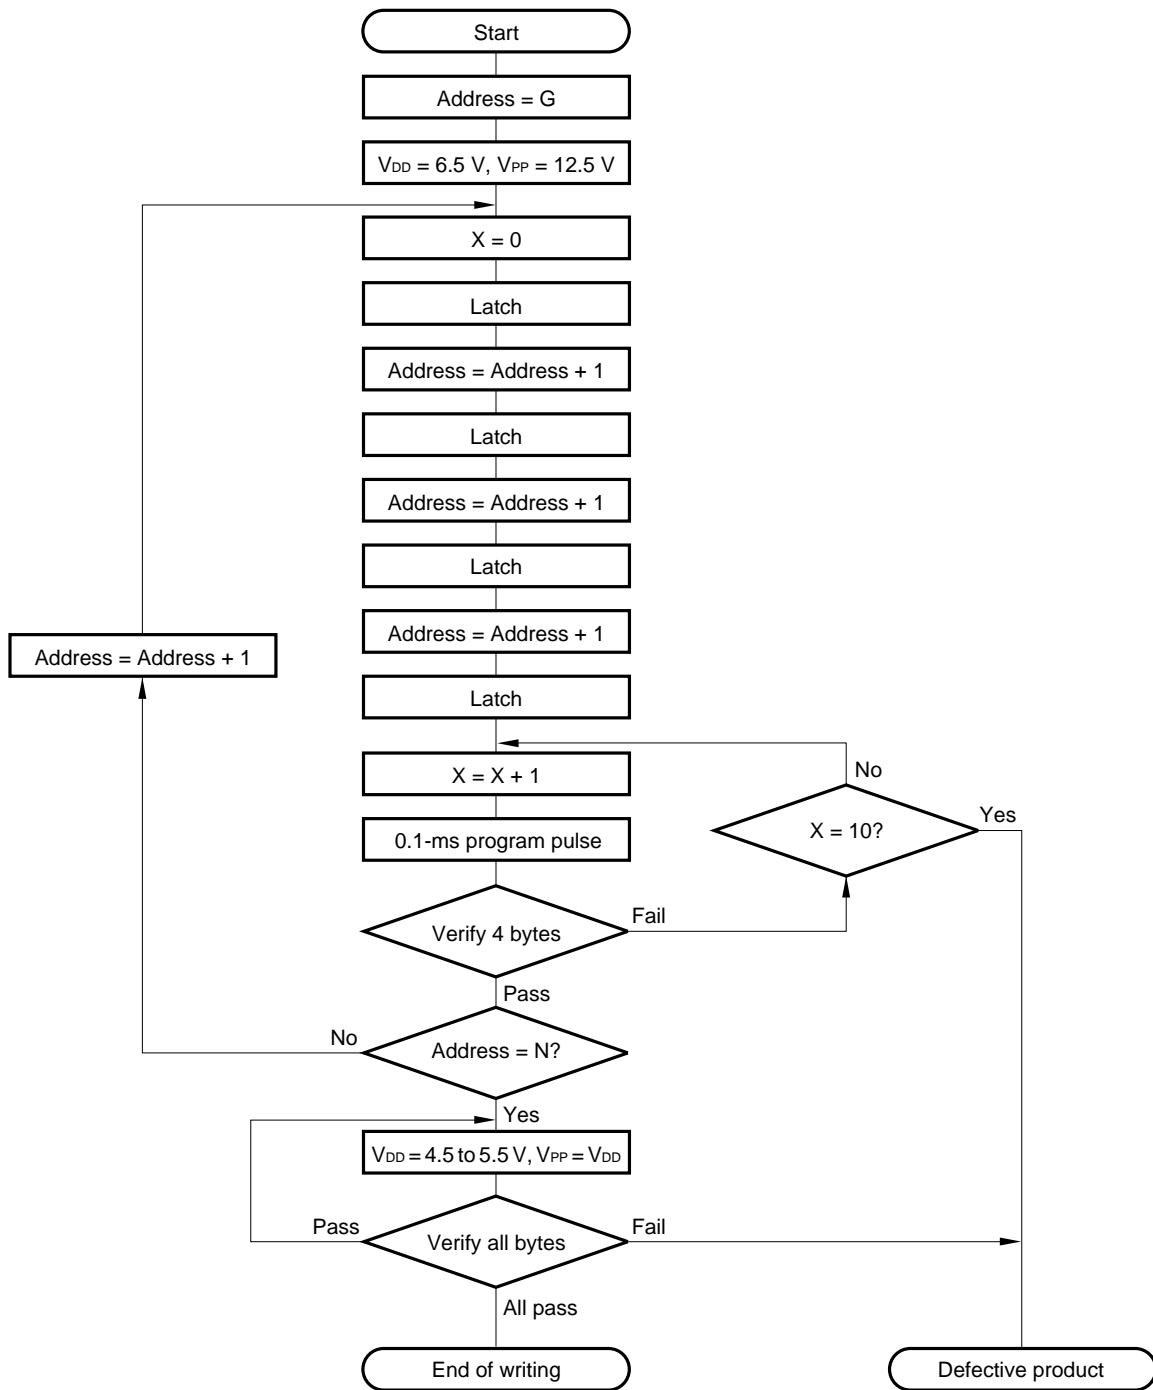 Start
Address = G
VDD = 6.5 V, VPP = 12.5 V
X = 0
Latch
Address = Address + 1
Latch
Address = Address + 1
Latch
Address = Address + 1
Address = Address + 1
Latch
X = X + 1
No
X = 10?
Yes
0.1-ms program pulse
Verify 4 bytes
Fail
Pass
No
Address = N?
Yes
VDD = 4.5 to 5.5 V, VPP = VDD
Pass
Verify all bytes
Fail
All pass
End of writing
Defective product